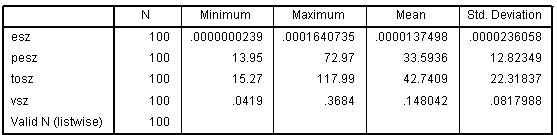 N Minimum Maximum Mean Std. Deviation
esz 100 .0000000239 .0001640735 .0000137498 .0000236058
pesz 100 13.95 72.97 33.5936 12.82349
tosz 100 15.27 117.99 42.7409 22.31837
vsz 100 .0419 .3684 .148042 .0817988
Valid N (listwise) 100